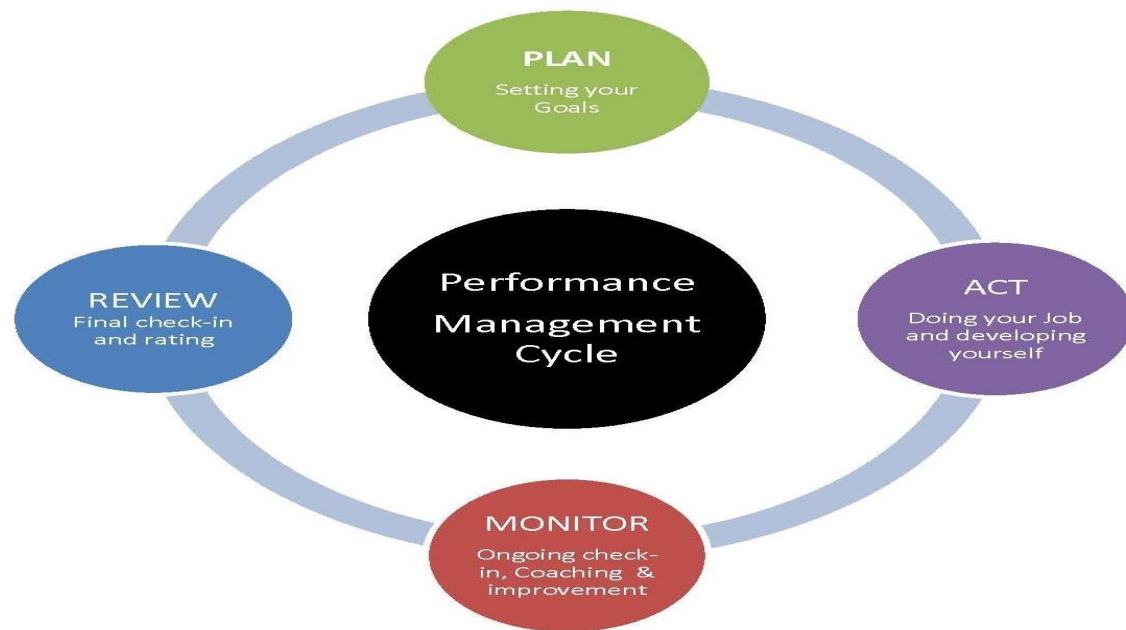 PLAN
Setting your
Goals
REVIEW
Final check-in
and rating
Performance
Management
Cycle
ACT
Doing your Job
and developing
yourself
MONITOR
Ongoing check-
in, Coaching &
improvement